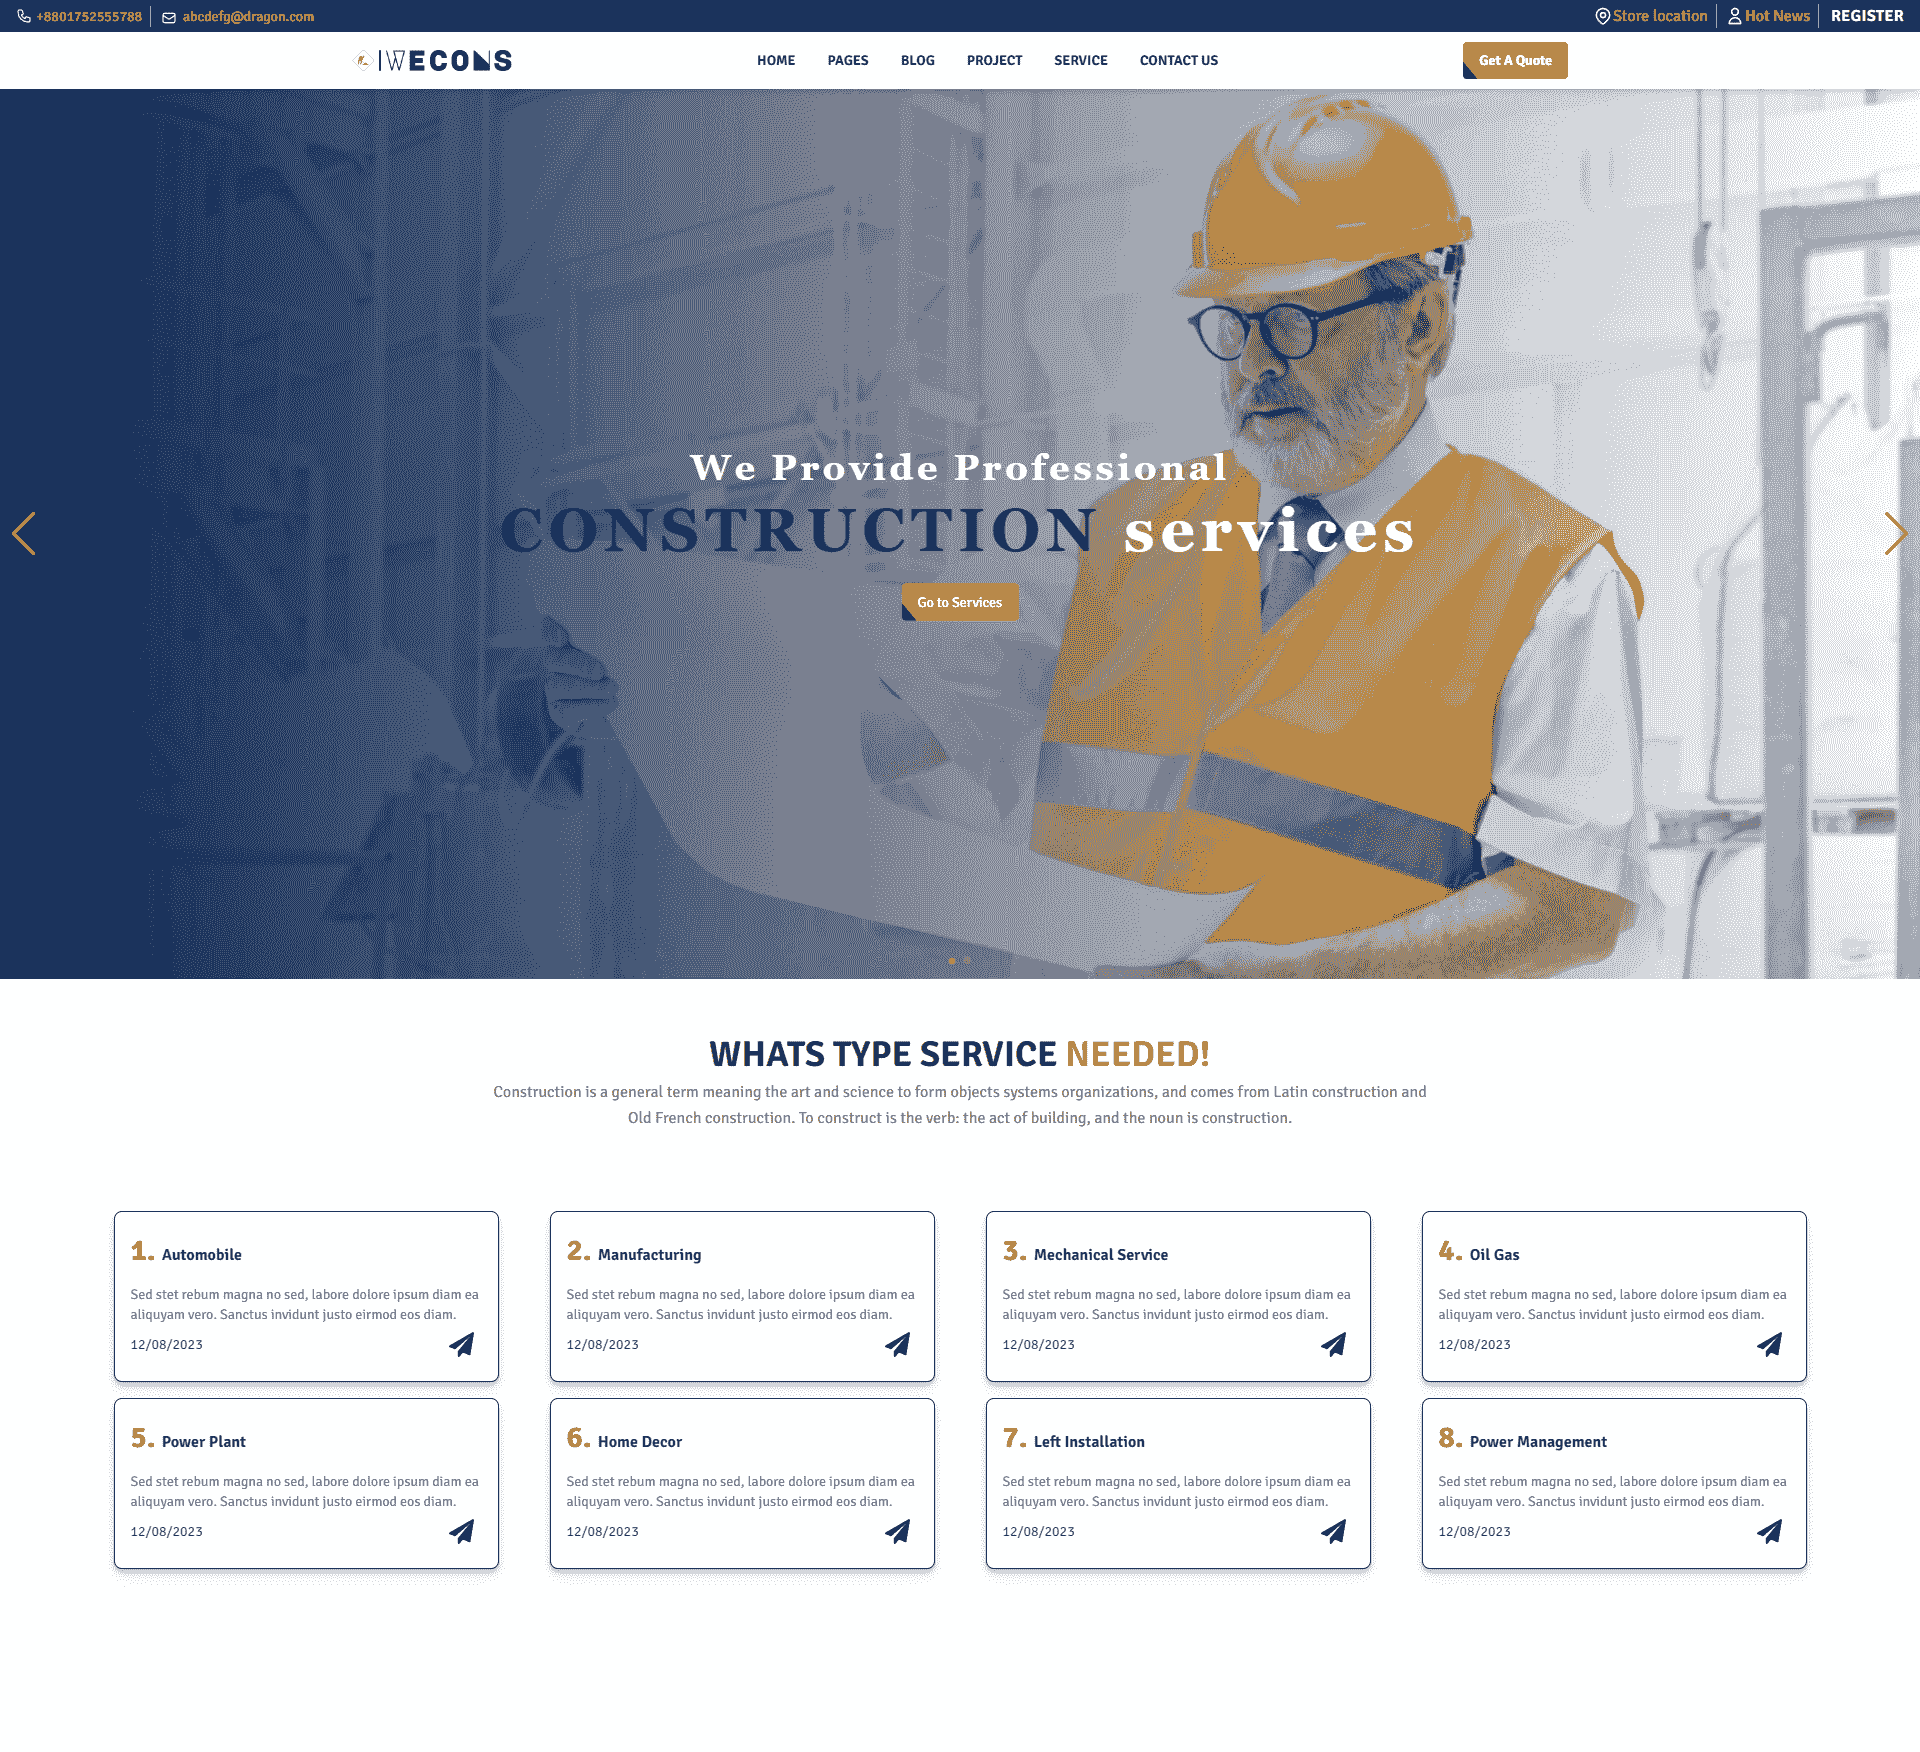 +8801752555788
abcdefg@dragon.com
Store location
Hot News
REGISTER
WECONS
HOME PAGES BLOG PROJECT SERVICE CONTACT US
Get A Quote
We Provide Professional
CONSTRUCTION services
Go to Services
WHATS TYPE SERVICE NEEDED!
Construction is a general term meaning the art and science to form objects systems organizations, and comes from Latin construction and
Old French construction. To construct is the verb: the act of building, and the noun is construction.
1. Automobile
Sed stet rebum magna no sed, labore dolore ipsum diam ea
aliquyam vero. Sanctus invidunt justo eirmod eos diam.
12/08/2023
2. Manufacturing
Sed stet rebum magna no sed, labore dolore ipsum diam ea
aliquyam vero. Sanctus invidunt justo eirmod eos diam.
12/08/2023
3. Mechanical Service
Sed stet rebum magna no sed, labore dolore ipsum diam ea
aliquyam vero. Sanctus invidunt justo eirmod eos diam.
12/08/2023
4. Oil Gas
Sed stet rebum magna no sed, labore dolore ipsum diam ea
aliquyam vero. Sanctus invidunt justo eirmod eos diam.
12/08/2023
5. Power Plant
Sed stet rebum magna no sed, labore dolore ipsum diam ea
aliquyam vero. Sanctus invidunt justo eirmod eos diam.
12/08/2023
6. Home Decor
Sed stet rebum magna no sed, labore dolore ipsum diam ea
aliquyam vero. Sanctus invidunt justo eirmod eos diam.
12/08/2023
7. Left Installation
Sed stet rebum magna no sed, labore dolore ipsum diam ea
aliquyam vero. Sanctus invidunt justo eirmod eos diam.
12/08/2023
8. Power Management
Sed stet rebum magna no sed, labore dolore ipsum diam ea
aliquyam vero. Sanctus invidunt justo eirmod eos diam.
12/08/2023